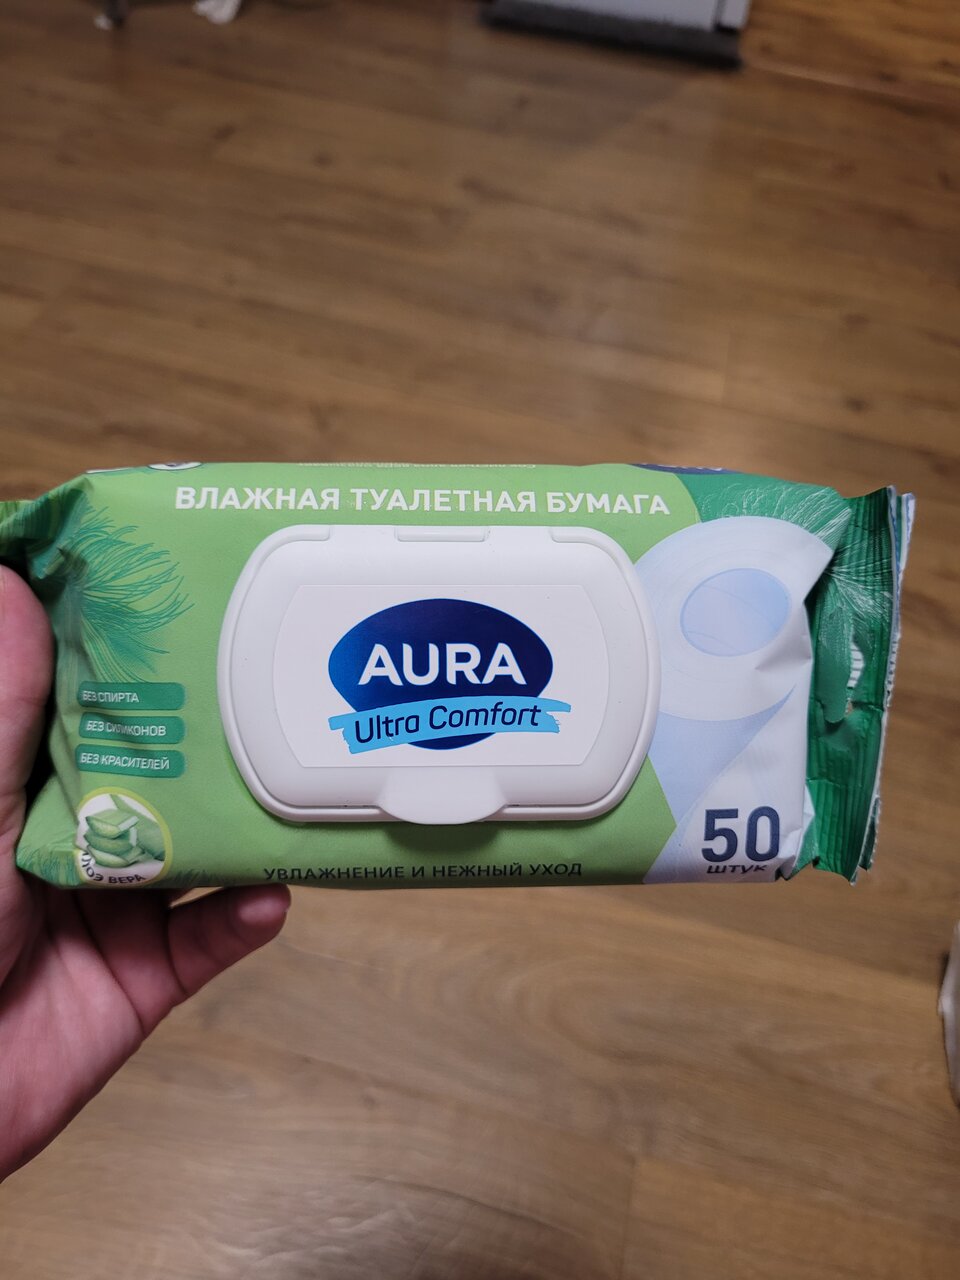 ВЛАЖНАЯ ТУАЛЕТНАЯ БУМАГА
AURA
Ultra Comfort
БЕЗ СПИРТА
БЕЗ СИЛИКОНОВ
БЕЗ КРАСИТЕЛЕЙ
АЛОЭ ВЕРА
УВЛАЖНЕНИЕ И НЕЖНЫЙ УХОД
50
ШТУК